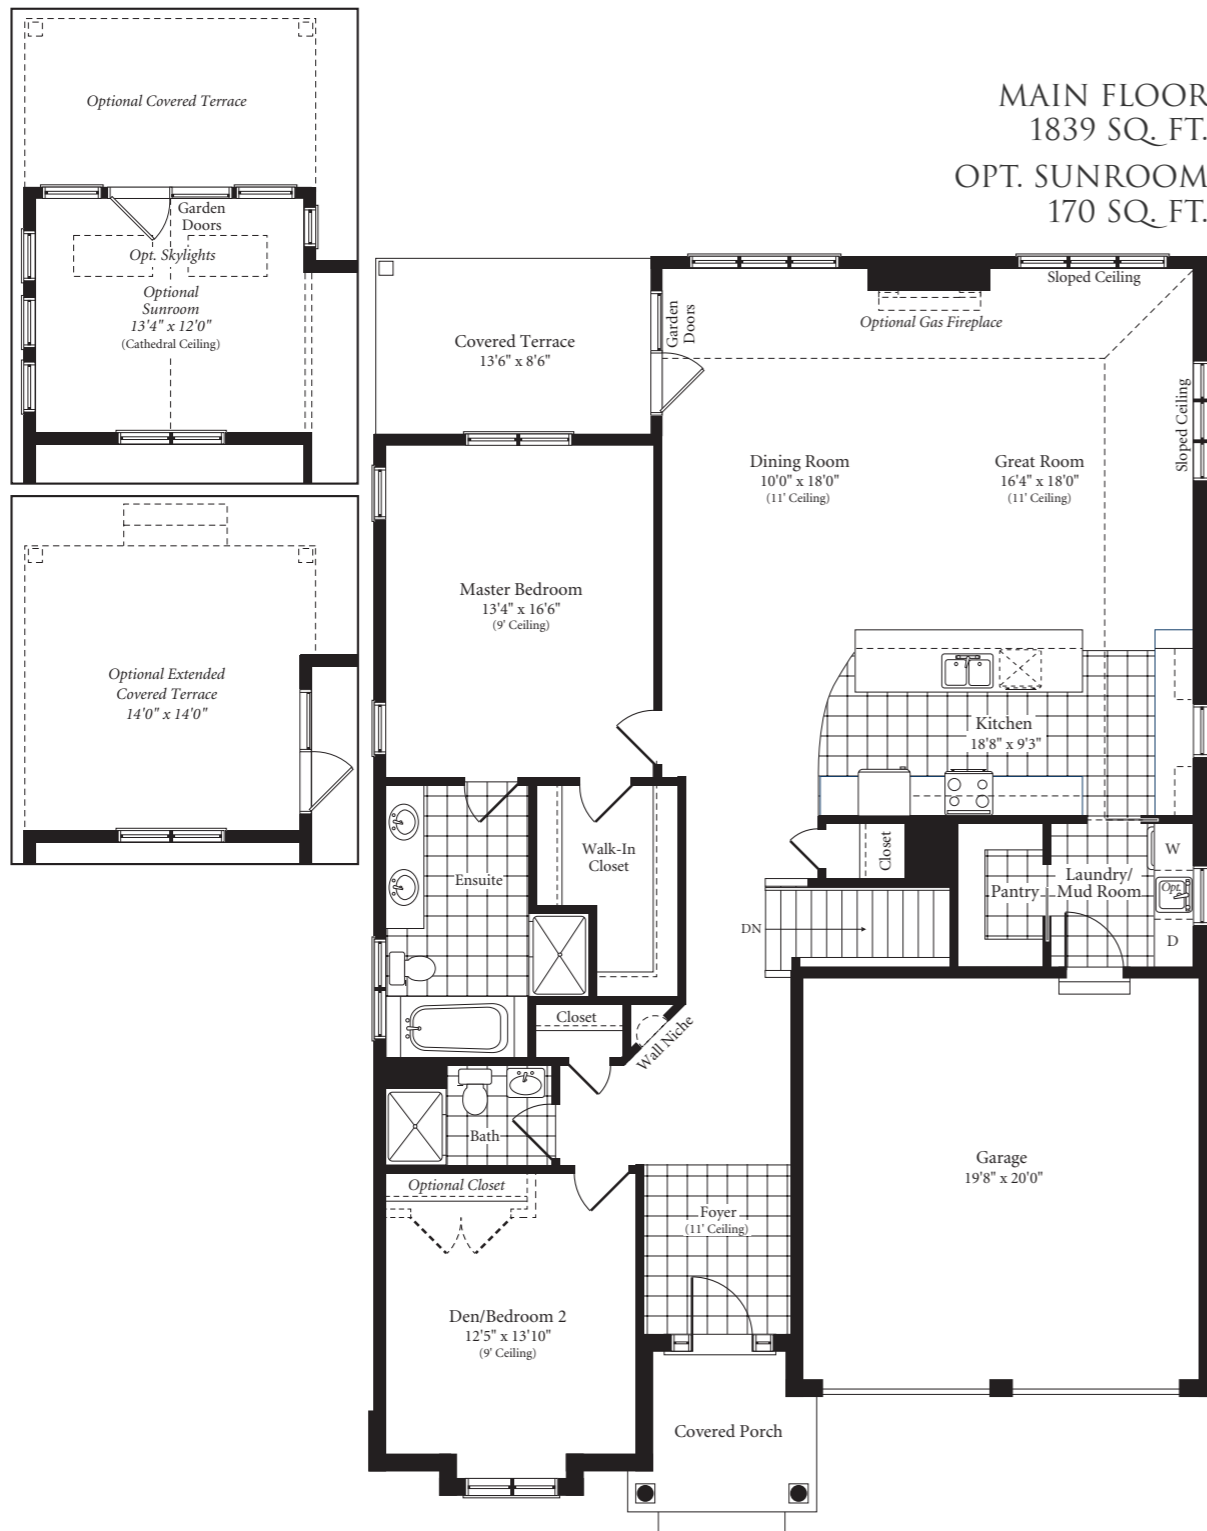 MAIN FLOOR
1839 SQ. FT.
OPT. SUNROOM
170 SQ. FT.
Optional Covered Terrace
Garden
Doors
Opt. Skylights
Optional
Sunroom
13'4" x 12'0"
(Cathedral Ceiling)
Optional Extended
Covered Terrace
14'0" x 14'0"
Covered Terrace
13'6" x 8'6"
Garden
Doors
Optional Gas Fireplace
Sloped Ceiling
Sloped Ceiling
Dining Room
10'0" x 18'0"
(11' Ceiling)
Great Room
16'4" x 18'0"
(11' Ceiling)
Master Bedroom
13'4" x 16'6"
(9' Ceiling)
Kitchen
18'8" x 9'3"
Ensuite
Walk-In
Closet
Closet
Pantry
Laundry/
Mud Room
W
Opt.
D
DN
Closet
Wall Niche
Bath
Optional Closet
Foyer
(11' Ceiling)
Garage
19'8" x 20'0"
Den/Bedroom 2
12'5" x 13'10"
(9' Ceiling)
Covered Porch